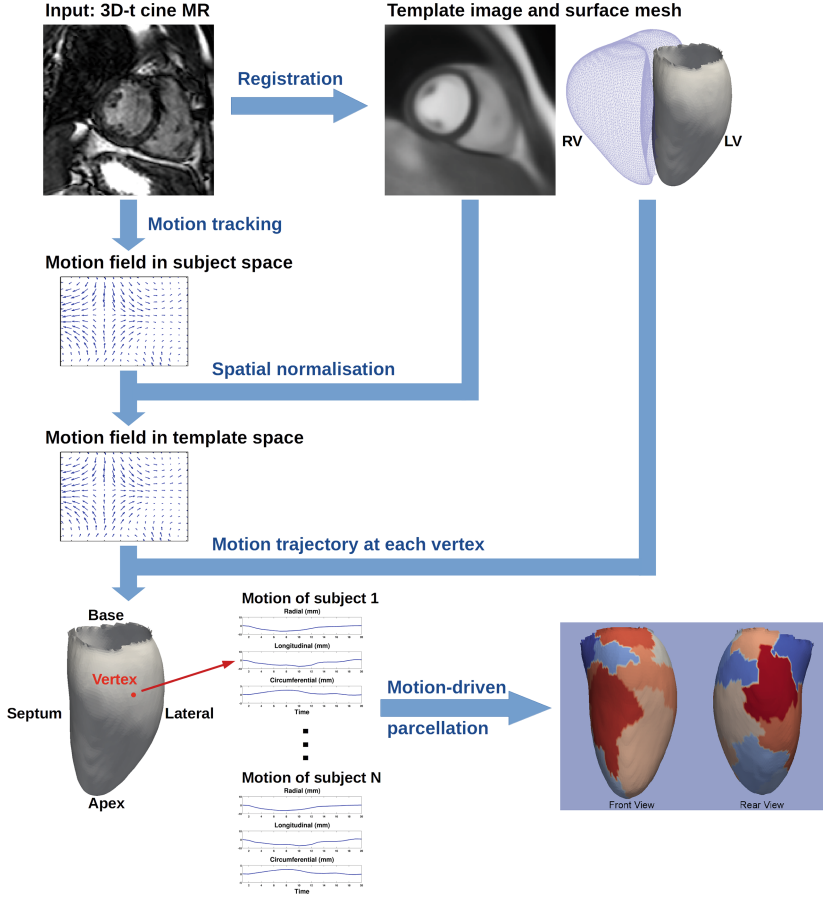 Input: 3D-t cine MR
Template image and surface mesh
Registration
RV
LV
Motion tracking
Motion field in subject space
Spatial normalisation
Motion field in template space
Motion trajectory at each vertex
Base
Vertex
Septum
Lateral
Apex
Motion of subject 1
Radial (mm)
Longitudinal (mm)
Circumferential (mm)
Time
Motion of subject N
Radial (mm)
Longitudinal (mm)
Circumferential (mm)
Time
Motion-driven
parcellation
Front View
Rear View